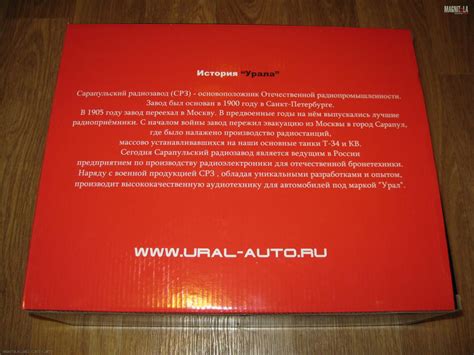 MAGNITOLA
История "Урала"
Сарапульский радиозавод (СРЗ) - основоположник Отечественной радиопромышленности.
Завод был основан в 1900 году в Санкт-Петербурге.
В 1905 году завод переехал в Москву. В предвоенные годы на нём выпускались лучшие
радиоприёмники. С началом войны завод пережил эвакуацию из Москвы в город Сарапул,
где было налажено производство радиостанций,
массово устанавливавшихся на наши основные танки Т-34 и КВ.
Сегодня Сарапульский радиозавод является ведущим в России
предприятием по производству радиоэлектроники для отечественной бронетехники.
Наряду с военной продукцией СРЗ , обладая уникальными разработками и опытом,
производит высококачественную аудиотехнику для автомобилей под маркой "Урал".
WWW.URAL-AUTO.RU